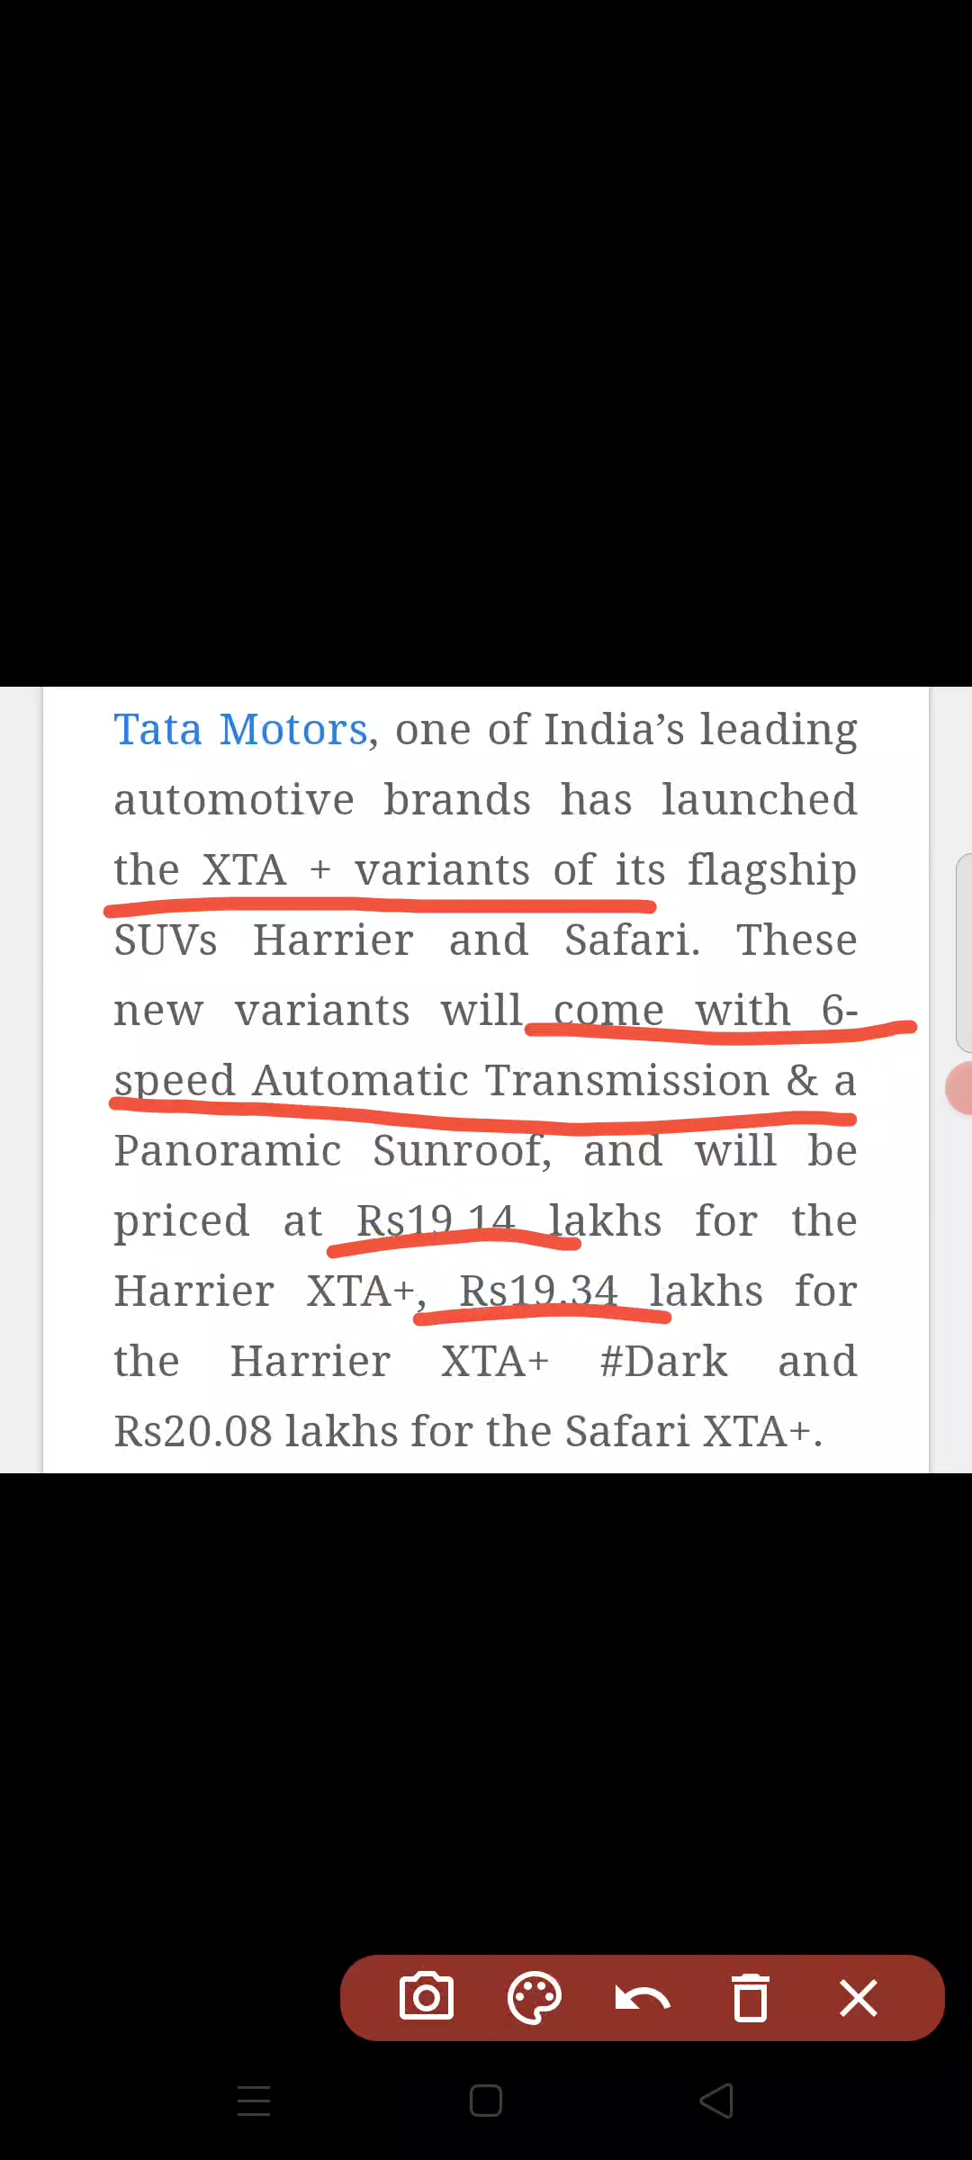 Tata Motors, one of India’s leading
automotive brands has launched
the XTA + variants of its flagship
SUVs Harrier and Safari. These
new variants will come with 6-
speed Automatic Transmission & a
Panoramic Sunroof, and will be
priced at Rs19.14 lakhs for the
Harrier XTA+, Rs19.34 lakhs for
the Harrier XTA+ #Dark and
Rs20.08 lakhs for the Safari XTA+.